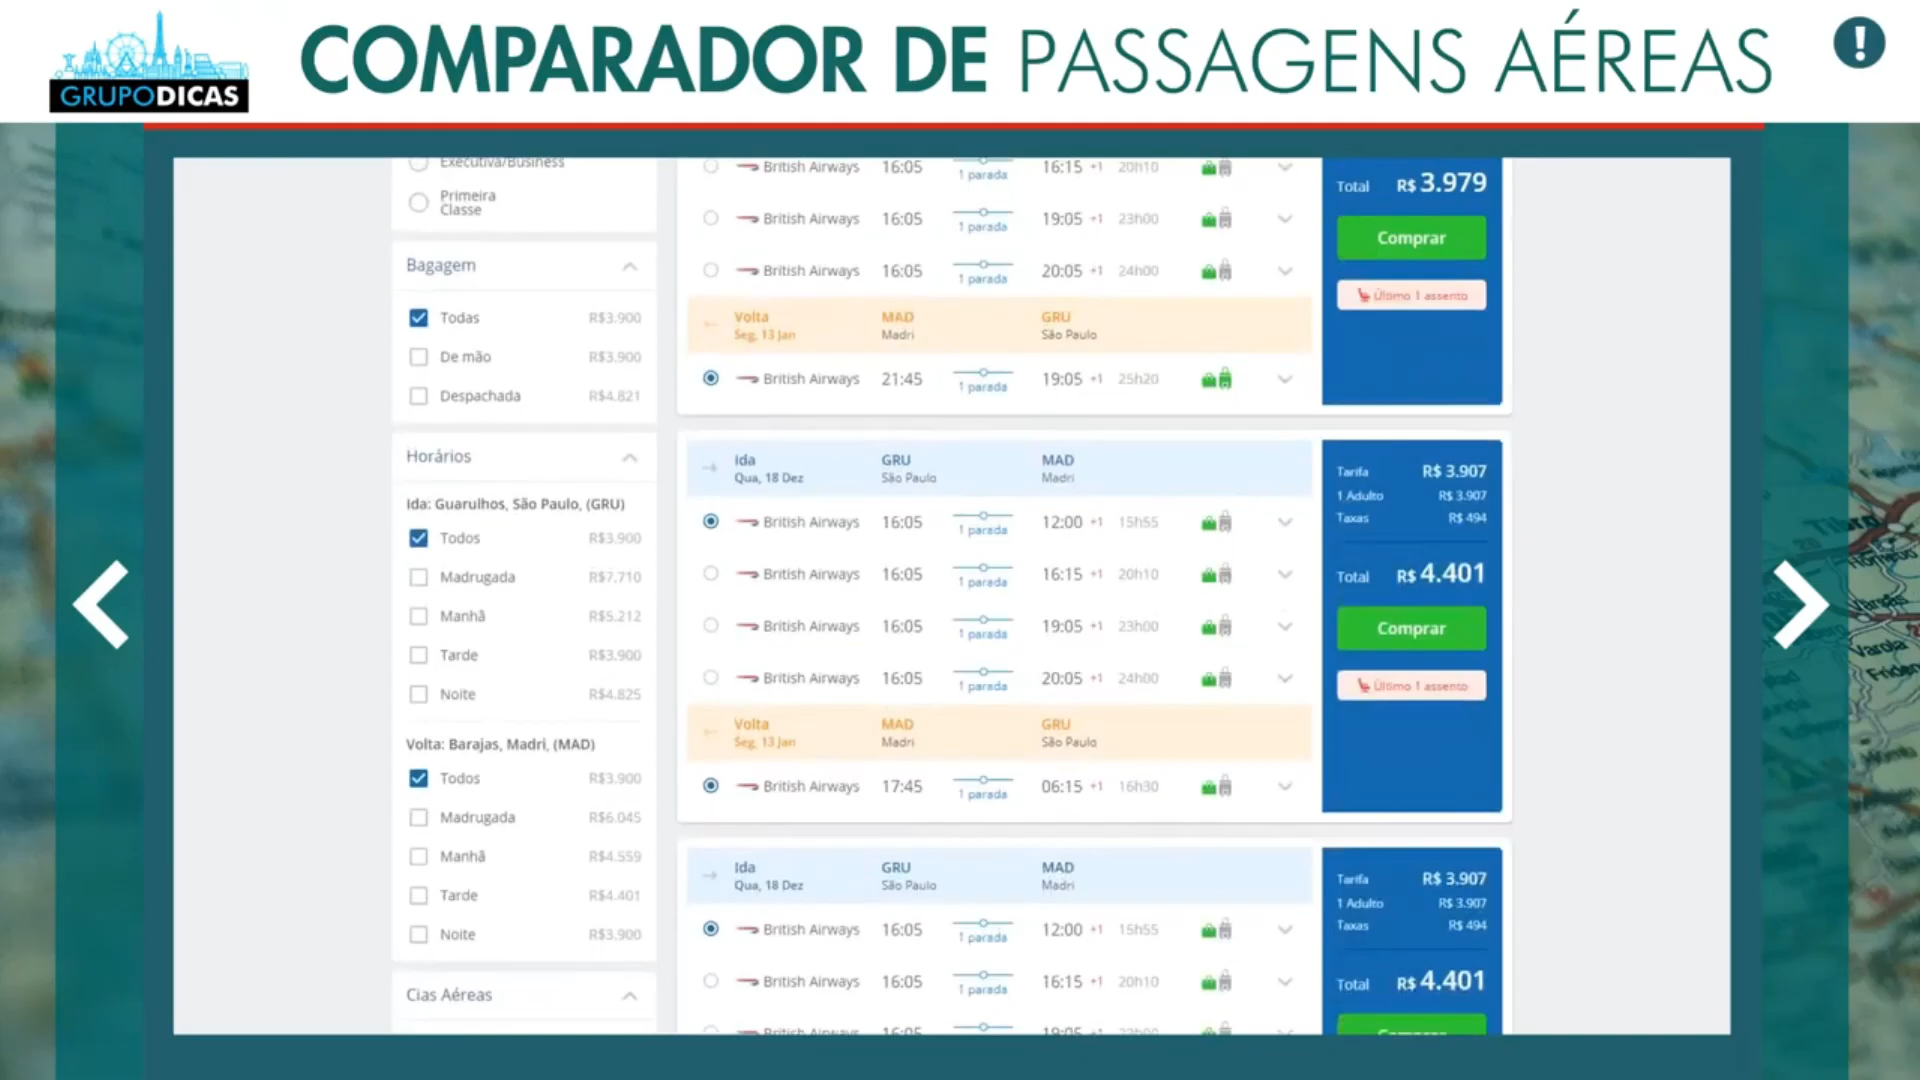 GRUPODICAS
COMPARADOR DE PASSAGENS AÉREAS
Executiva/Business
Primeira
Classe
Bagagem
Todas R$3.900
De mão R$3.900
Despachada R$4.821
Horários
Ida: Guarulhos, São Paulo, (GRU)
Todos R$3.900
Madrugada R$7.710
Manhã R$5.212
Tarde R$3.900
Noite R$4.825
Volta: Barajas, Madri, (MAD)
Todos R$3.900
Madrugada R$6.045
Manhã R$4.559
Tarde R$4.401
Noite R$3.900
Cias Aéreas
British Airways 16:05 1 parada 16:15 +1 20h10
British Airways 16:05 1 parada 19:05 +1 23h00
British Airways 16:05 1 parada 20:05 +1 24h00
Volta MAD GRU
Seg, 13 Jan Madri São Paulo
British Airways 21:45 1 parada 19:05 +1 25h20
Total R$ 3.979
Comprar
Último 1 assento
Ida GRU MAD
Qua, 18 Dez São Paulo Madri
British Airways 16:05 1 parada 12:00 +1 15h55
British Airways 16:05 1 parada 16:15 +1 20h10
British Airways 16:05 1 parada 19:05 +1 23h00
British Airways 16:05 1 parada 20:05 +1 24h00
Volta MAD GRU
Seg, 13 Jan Madri São Paulo
British Airways 17:45 1 parada 06:15 +1 16h30
Tarifa R$ 3.907
1 Adulto R$ 3.907
Taxas R$ 494
Total R$ 4.401
Comprar
Último 1 assento
Ida GRU MAD
Qua, 18 Dez São Paulo Madri
British Airways 16:05 1 parada 12:00 +1 15h55
British Airways 16:05 1 parada 16:15 +1 20h10
British Airways 16:05 19:05 +1 23h00
Tarifa R$ 3.907
1 Adulto R$ 3.907
Taxas R$ 494
Total R$ 4.401
Comprar